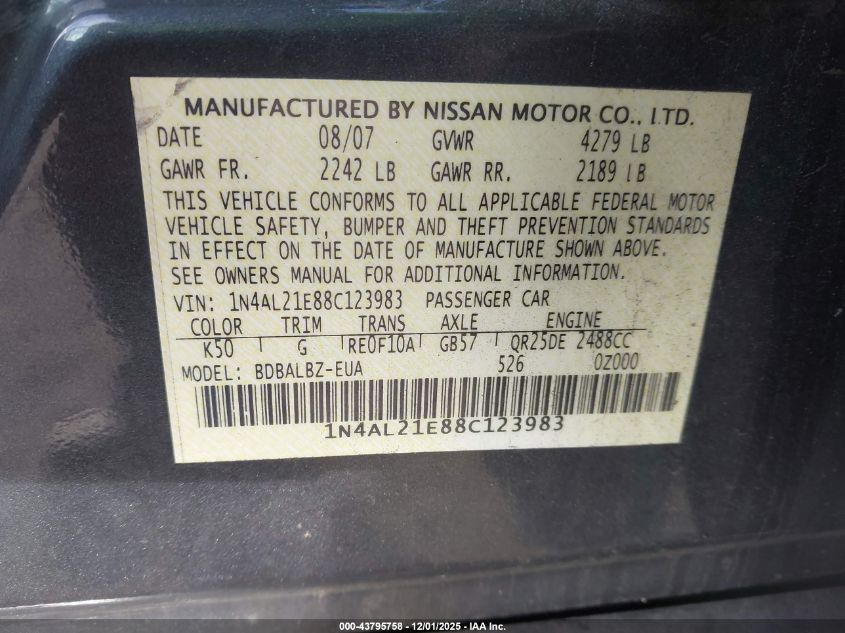 MANUFACTURED BY NISSAN MOTOR CO., LTD.
DATE 08/07 GVWR 4279 LB
GAWR FR. 2242 LB GAWR RR. 2189 LB
THIS VEHICLE CONFORMS TO ALL APPLICABLE FEDERAL MOTOR
VEHICLE SAFETY, BUMPER AND THEFT PREVENTION STANDARDS
IN EFFECT ON THE DATE OF MANUFACTURE SHOWN ABOVE.
SEE OWNERS MANUAL FOR ADDITIONAL INFORMATION.
VIN: 1N4AL21E88C123983 PASSENGER CAR
COLOR TRIM TRANS AXLE ENGINE
K50 G RE0F10A GB57 QR25DE 2488CC
MODEL: BDBALBZ-EUA 526 0Z000
1N4AL21E88C123983
000-43795758 - 12/01/2025 - IAA Inc.